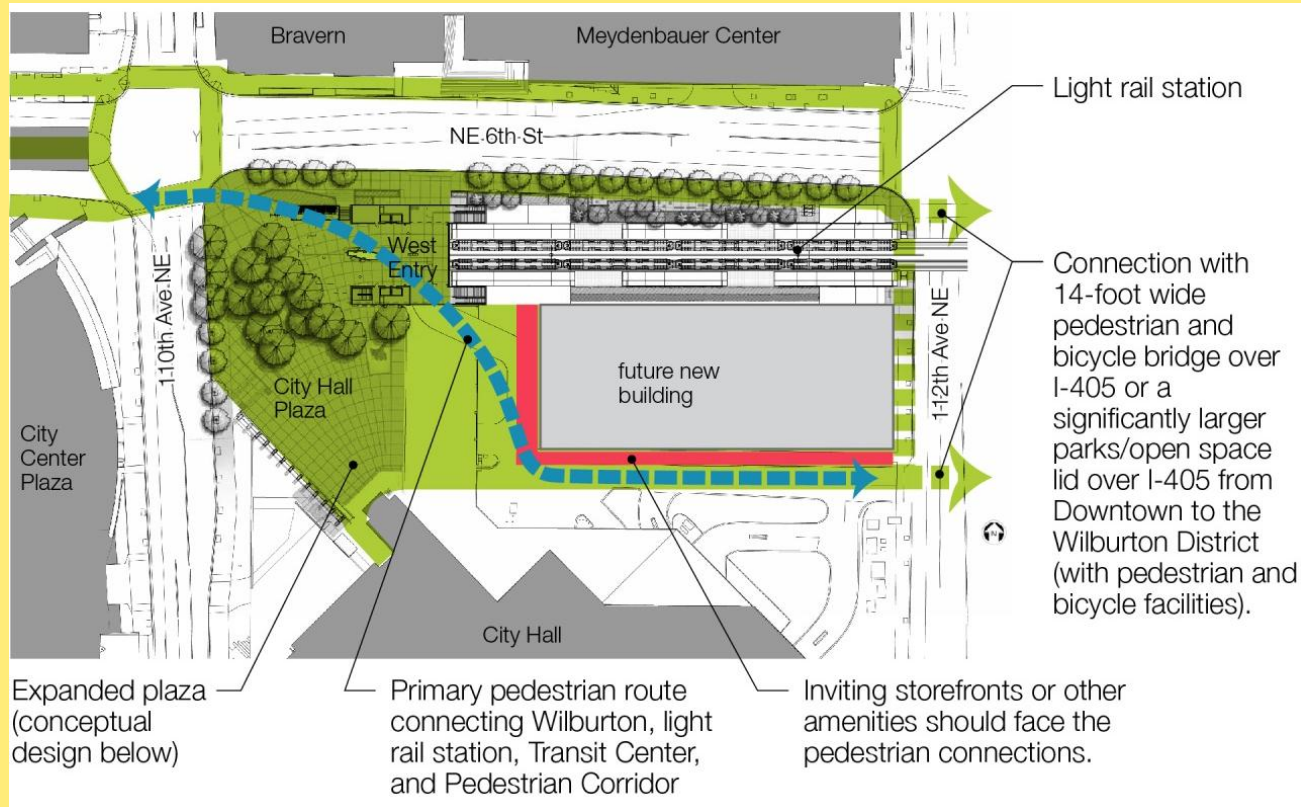 Bravern
Meydenbauer Center
Light rail station
NE 6th St
West
Entry
110th Ave NE
112th Ave NE
Connection with
14-foot wide
pedestrian and
bicycle bridge over
I-405 or a
significantly larger
parks/open space
lid over I-405 from
Downtown to the
Wilburton District
(with pedestrian and
bicycle facilities).
future new
building
City Hall
Plaza
City
Center
Plaza
N
City Hall
Expanded plaza
(conceptual
design below)
Primary pedestrian route
connecting Wilburton, light
rail station, Transit Center,
and Pedestrian Corridor
Inviting storefronts or other
amenities should face the
pedestrian connections.